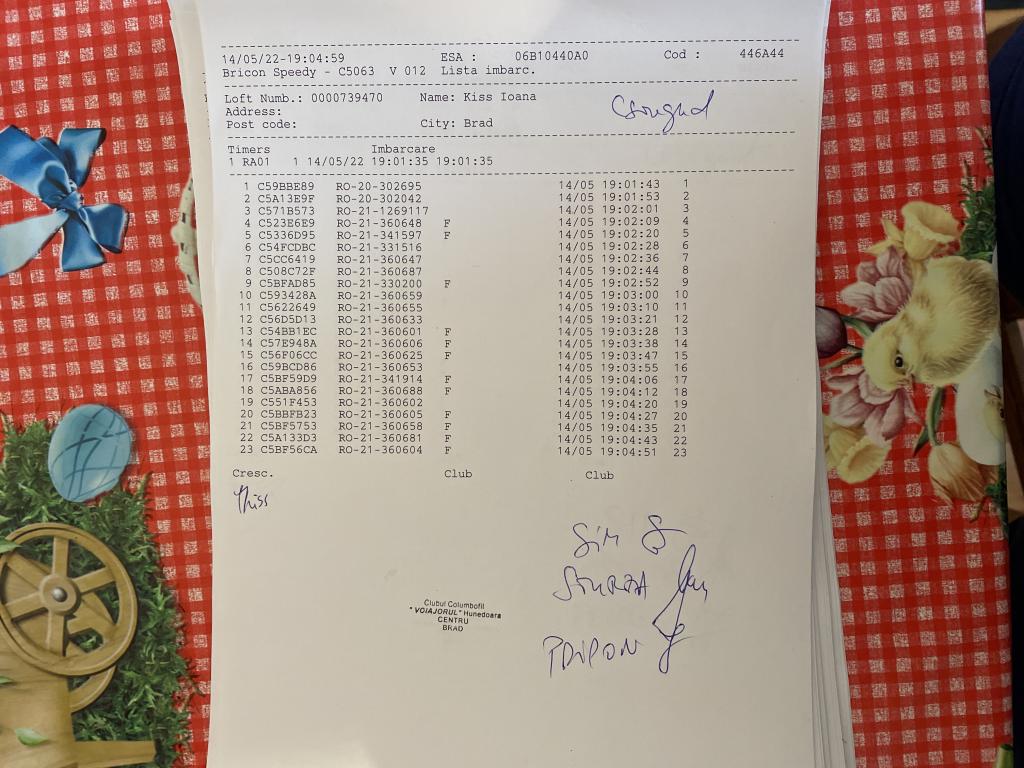 14/05/22-19:04:59 ESA : 06B10440A0 Cod : 446A44
Bricon Speedy - C5063 V 012 Lista imbarc.
Loft Numb.: 0000739470 Name: Kiss Ioana
Address:
Csongrad
Post code: City: Brad
Timers Imbarcare
1 RA01 1 14/05/22 19:01:35 19:01:35
1 C59BBE89 RO-20-302695 14/05 19:01:43 1
2 C5A13E9F RO-20-302042 14/05 19:01:53 2
3 C571B573 RO-21-1269117 14/05 19:02:01 3
4 C523E6E9 RO-21-360648 F 14/05 19:02:09 4
5 C5336D95 RO-21-341597 F 14/05 19:02:20 5
6 C54FCDBC RO-21-331516 14/05 19:02:28 6
7 C5CC6419 RO-21-360647 14/05 19:02:36 7
8 C508C72F RO-21-360687 14/05 19:02:44 8
9 C5BFAD85 RO-21-330200 F 14/05 19:02:52 9
10 C593428A RO-21-360659 14/05 19:03:00 10
11 C5622649 RO-21-360655 14/05 19:03:10 11
12 C56D5D13 RO-21-360633 14/05 19:03:21 12
13 C54BB1EC RO-21-360601 F 14/05 19:03:28 13
14 C57E948A RO-21-360606 F 14/05 19:03:38 14
15 C56F06CC RO-21-360625 F 14/05 19:03:47 15
16 C59BCD86 RO-21-360653 14/05 19:03:55 16
17 C5BF59D9 RO-21-341914 F 14/05 19:04:06 17
18 C5ABA856 RO-21-360688 F 14/05 19:04:12 18
19 C551F453 RO-21-360602 14/05 19:04:20 19
20 C5BBFB23 RO-21-360605 F 14/05 19:04:27 20
21 C5BF5753 RO-21-360658 F 14/05 19:04:35 21
22 C5A133D3 RO-21-360681 F 14/05 19:04:43 22
23 C5BF56CA RO-21-360604 F 14/05 19:04:51 23
Cresc. Club Club
Sim
Clubul Columbofil
"VOIAJORUL" Hunedoara
CENTRU
BRAD
TRIPON